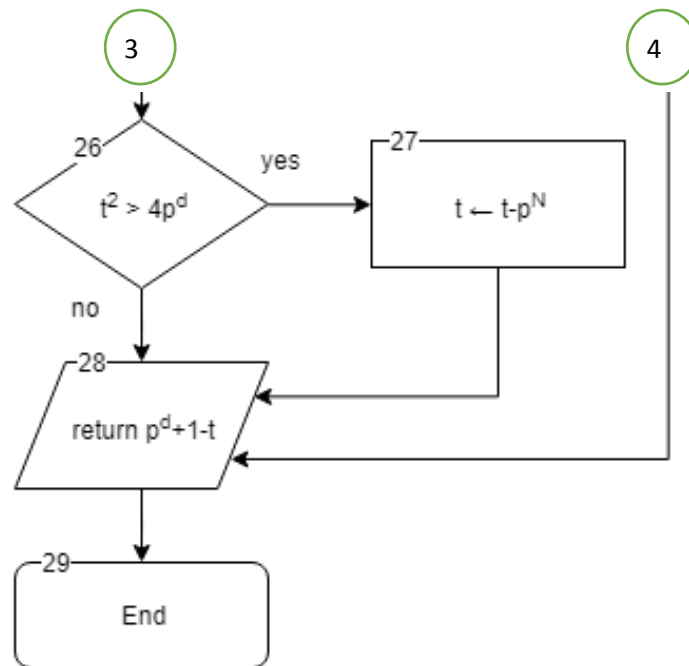 3
4
26
t² > 4pᵈ
yes
27
t ← t-pᴺ
no
28
return pᵈ+1-t
29
End